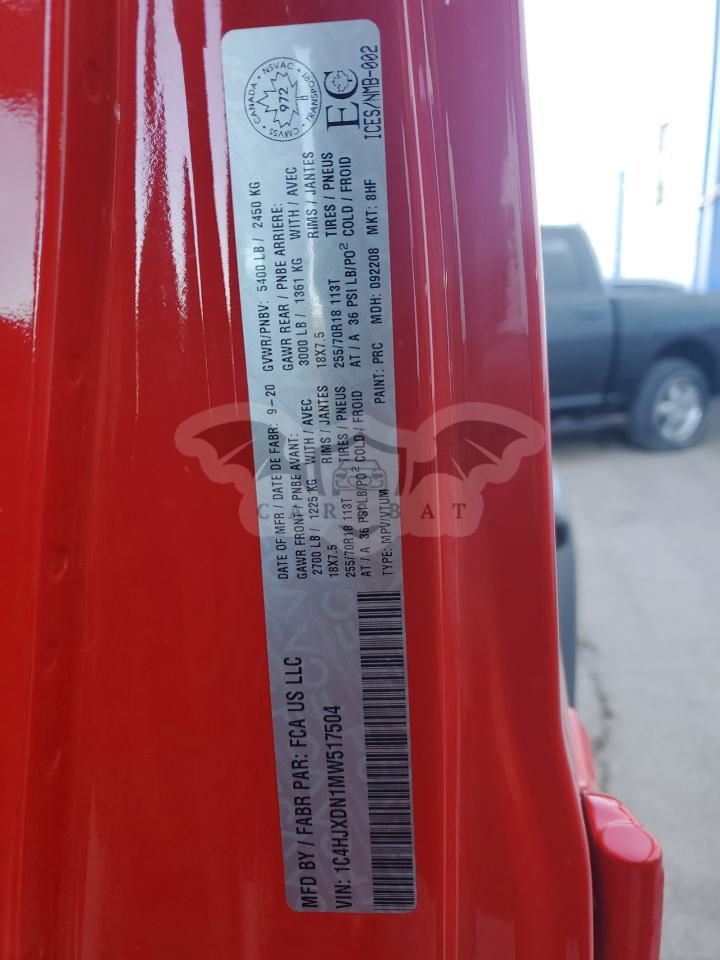 MFD BY / FABR PAR: FCA US LLC
DATE OF MFR / DATE DE FABR: 9-20
GVWR/PNBV: 5400 LB / 2450 KG
GAWR FRONT / PNBE AVANT:
2700 LB / 1225 KG WITH / AVEC
18X7.5 RIMS / JANTES
255/70R18 113T TIRES / PNEUS
AT / A 36 PSI LB/PO² COLD / FROID
GAWR REAR / PNBE ARRIERE:
3000 LB / 1361 KG WITH / AVEC
18X7.5 RIMS / JANTES
255/70R18 113T TIRES / PNEUS
AT / A 36 PSI LB/PO² COLD / FROID
VIN: 1C4HJXDN1MW517504
TYPE: MPV/VTUM
PAINT: PRC MDH: 092208 MKT: 8HF
CANADA • NSVAC • TRANSPORT • CMVSS
972
EC
ICES/NMB-002
CAR BAT